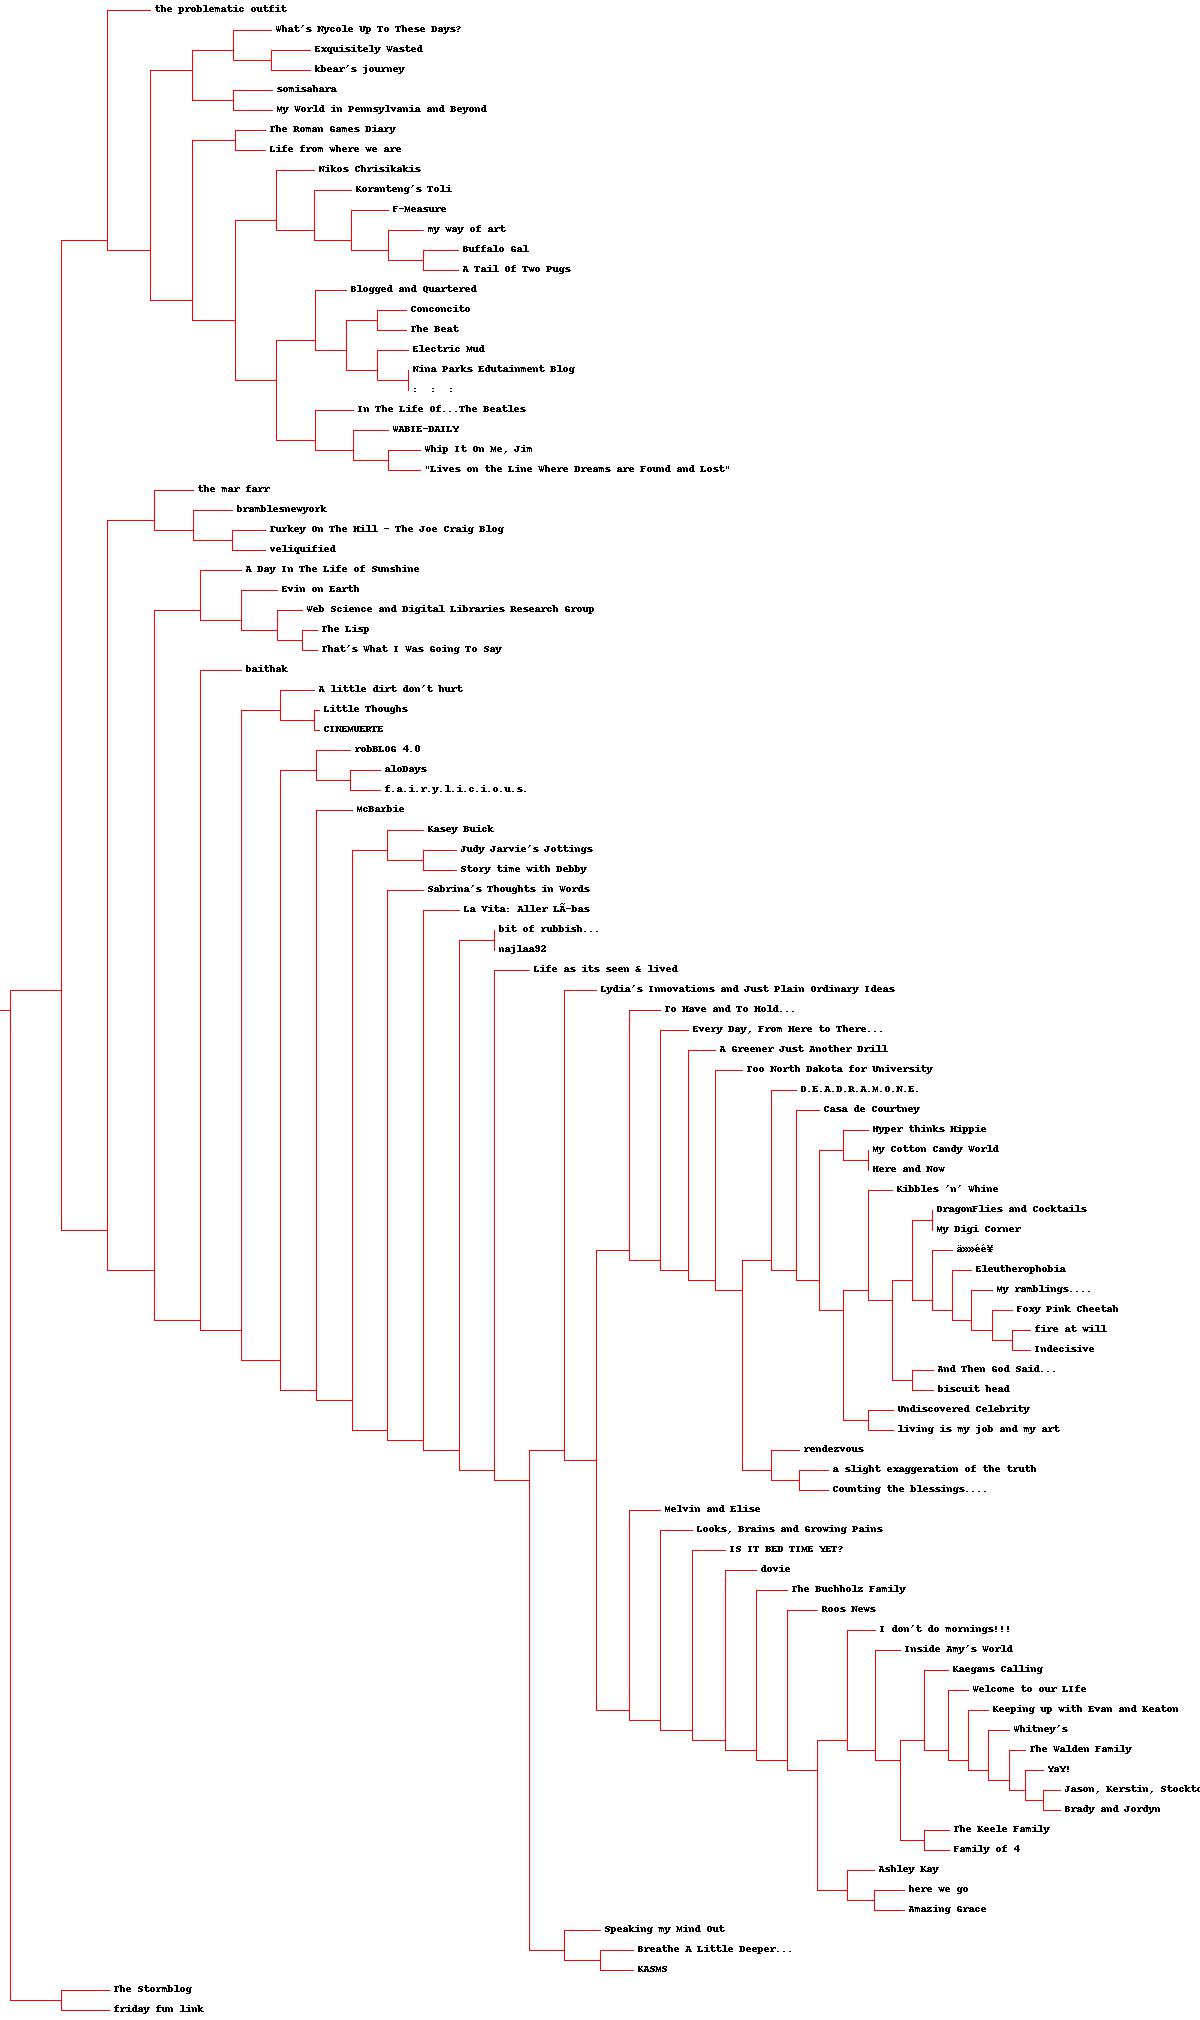 the problematic outfit
What's Nycole Up To These Days?
Exquisitely Wasted
kbear's journey
somisahara
My World in Pennsylvania and Beyond
The Roman Games Diary
Life from where we are
Nikos Chrisikakis
Koranteng's Toli
F-Measure
my way of art
Buffalo Gal
A Tail Of Two Pugs
Blogged and Quartered
Conconcito
The Beat
Electric Mud
Nina Parks Edutainment Blog
: : :
In The Life Of...The Beatles
WABIE-DAILY
Whip It On Me, Jim
"Lives on the Line Where Dreams are Found and Lost"
the mar farr
bramblesnewyork
Turkey On The Hill - The Joe Craig Blog
veliquified
A Day In The Life of Sunshine
Evin on Earth
Web Science and Digital Libraries Research Group
The Lisp
That's What I Was Going To Say
baithak
A little dirt don't hurt
Little Thoughs
CINEMUERTE
robBLOG 4.0
aloDays
f.a.i.r.y.l.i.c.i.o.u.s.
McBarbie
Kasey Buick
Judy Jarvie's Jottings
Story time with Debby
Sabrina's Thoughts in Words
La Vita: Aller LÃ-bas
bit of rubbish...
najlaa92
Life as its seen & lived
Lydia's Innovations and Just Plain Ordinary Ideas
To Have and To Hold...
Every Day, From Here to There...
A Greener Just Another Drill
Too North Dakota for University
D.E.A.D.R.A.M.O.N.E.
Casa de Courtney
Hyper thinks Hippie
My Cotton Candy World
Here and Now
Kibbles 'n' Whine
DragonFlies and Cocktails
My Digi Corner
ä»»éé¥
Eleutherophobia
My ramblings....
Foxy Pink Cheetah
fire at will
Indecisive
And Then God Said...
biscuit head
Undiscovered Celebrity
living is my job and my art
rendezvous
a slight exaggeration of the truth
Counting the blessings....
Melvin and Elise
Looks, Brains and Growing Pains
IS IT BED TIME YET?
dovie
The Buchholz Family
Roos News
I don't do mornings!!!
Inside Amy's World
Kaegans Calling
Welcome to our LIfe
Keeping up with Evan and Keaton
Whitney's
The Walden Family
YaY!
Jason, Kerstin, Stockto
Brady and Jordyn
The Keele Family
Family of 4
Ashley Kay
here we go
Amazing Grace
Speaking my Mind Out
Breathe A Little Deeper...
KASMS
The Stormblog
friday fun link